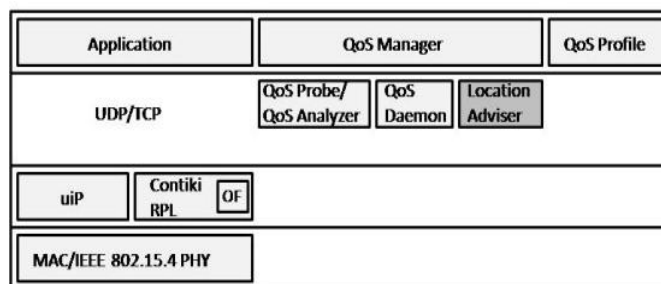 Application
QoS Manager
QoS Profile
UDP/TCP
QoS Probe/
QoS Analyzer
QoS
Daemon
Location
Adviser
uiP
Contiki
RPL
OF
MAC/IEEE 802.15.4 PHY